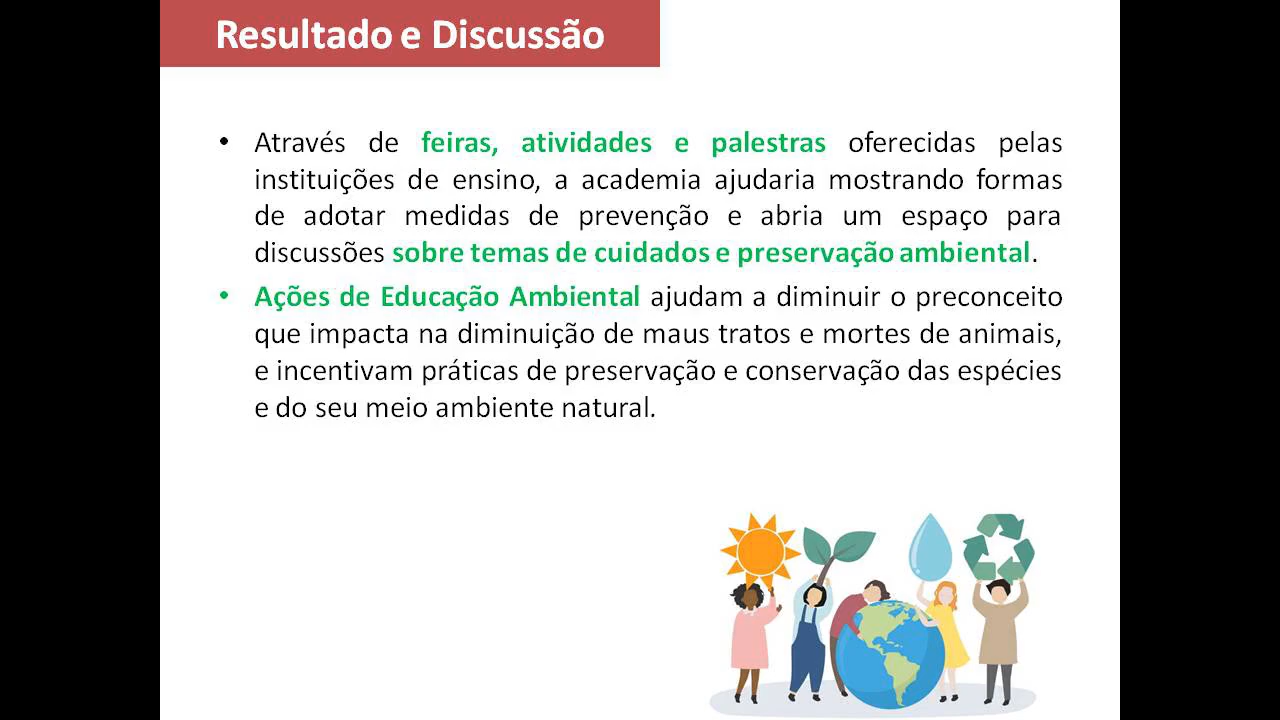 Resultado e Discussão
• Através de feiras, atividades e palestras oferecidas pelas
instituições de ensino, a academia ajudaria mostrando formas
de adotar medidas de prevenção e abria um espaço para
discussões sobre temas de cuidados e preservação ambiental.
• Ações de Educação Ambiental ajudam a diminuir o preconceito
que impacta na diminuição de maus tratos e mortes de animais,
e incentivam práticas de preservação e conservação das espécies
e do seu meio ambiente natural.